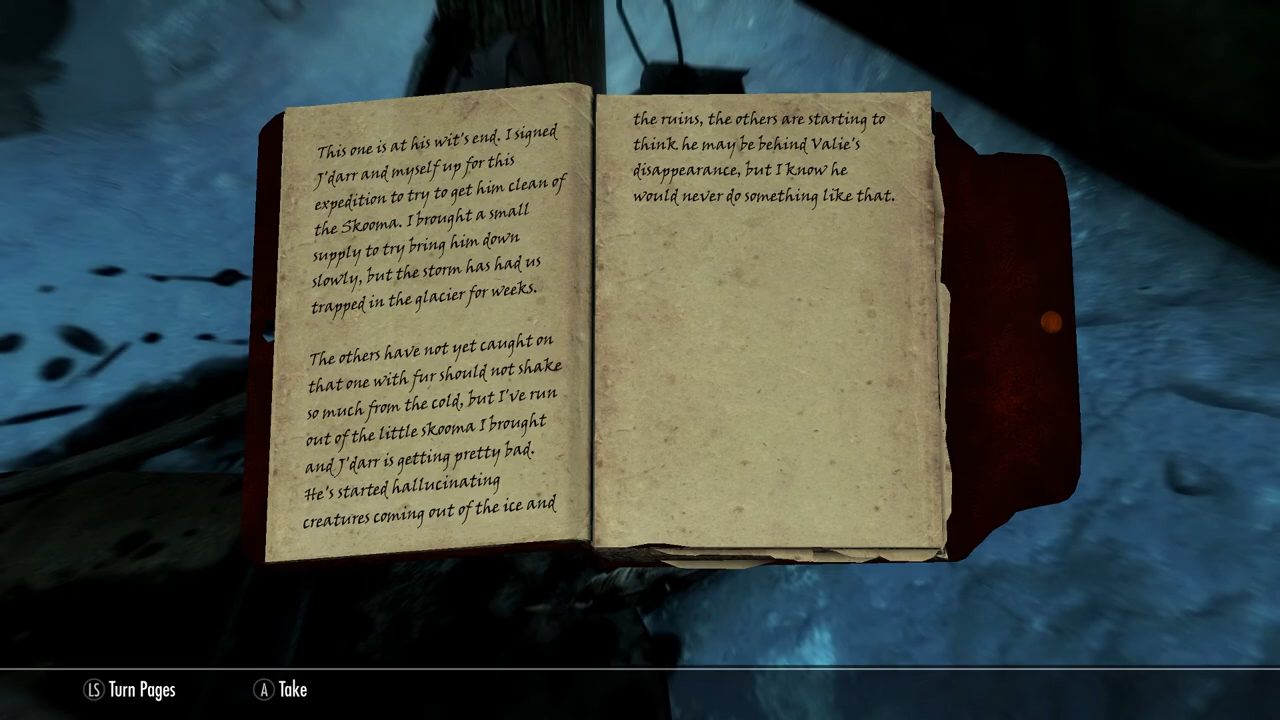 This one is at his wit's end. I signed
J'darr and myself up for this
expedition to try to get him clean of
the Skooma. I brought a small
supply to try bring him down
slowly, but the storm has had us
trapped in the glacier for weeks.
The others have not yet caught on
that one with fur should not shake
so much from the cold, but I've run
out of the little skooma I brought
and J'darr is getting pretty bad.
He's started hallucinating
creatures coming out of the ice and
the ruins, the others are starting to
think he may be behind Valie's
disappearance, but I know he
would never do something like that.
LS Turn Pages
A Take